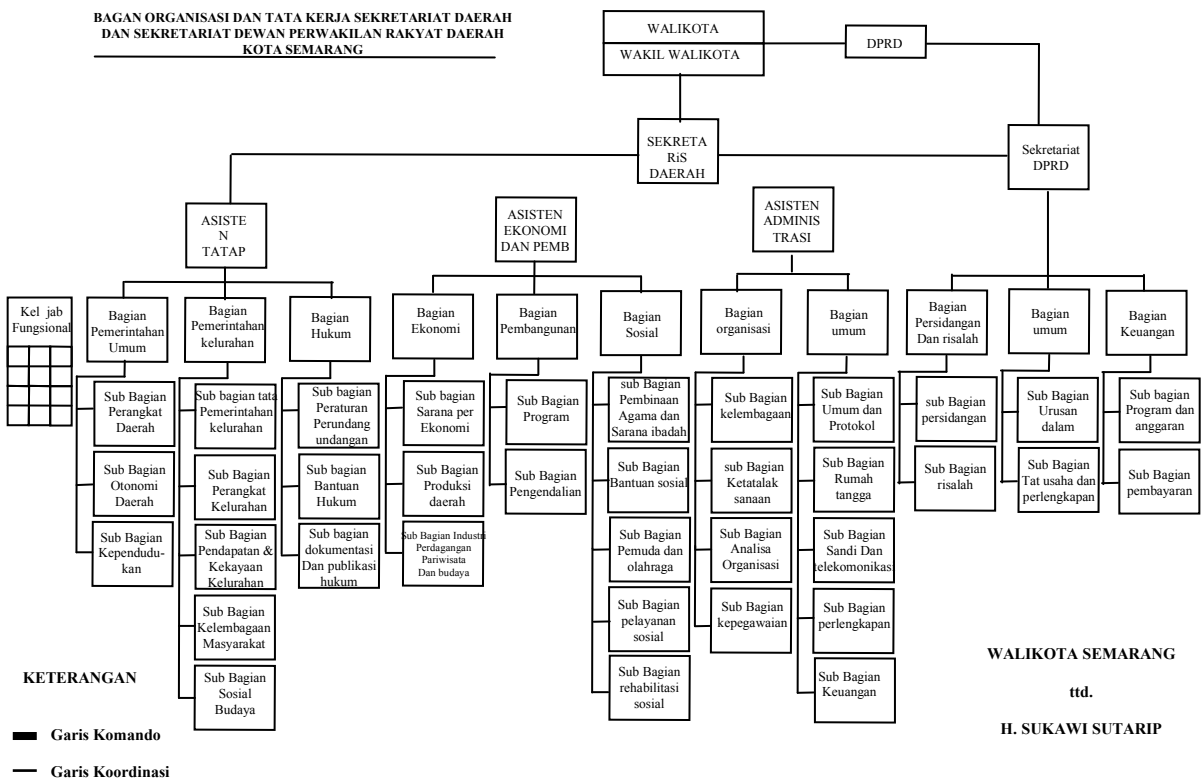 BAGAN ORGANISASI DAN TATA KERJA SEKRETARIAT DAERAH
DAN SEKRETARIAT DEWAN PERWAKILAN RAKYAT DAERAH
KOTA SEMARANG
WALIKOTA
WAKIL WALIKOTA
DPRD
SEKRETA
RiS
DAERAH
Sekretariat
DPRD
ASISTE
N
TATAP
ASISTEN
EKONOMI
DAN PEMB
ASISTEN
ADMINIS
TRASI
Kel jab
Fungsional
Bagian
Pemerintahan
Umum
Bagian
Pemerintahan
kelurahan
Bagian
Hukum
Bagian
Ekonomi
Bagian
Pembangunan
Bagian
Sosial
Bagian
organisasi
Bagian
umum
Bagian
Persidangan
Dan risalah
Bagian
umum
Bagian
Keuangan
Sub Bagian
Perangkat
Daerah
Sub Bagian
Otonomi
Daerah
Sub Bagian
Kependudu-
kan
Sub bagian tata
Pemerintahan
kelurahan
Sub Bagian
Perangkat
Kelurahan
Sub Bagian
Pendapatan &
Kekayaan
Kelurahan
Sub Bagian
Kelembagaan
Masyarakat
Sub Bagian
Sosial
Budaya
Sub bagian
Peraturan
Perundang
undangan
Sub bagian
Bantuan
Hukum
Sub bagian
dokumentasi
Dan publikasi
hukum
Sub bagian
Sarana per
Ekonomi
Sub Bagian
Produksi
daerah
Sub Bagian Industri
Perdagangan
Pariwisata
Dan budaya
Sub Bagian
Program
Sub Bagian
Pengendalian
sub Bagian
Pembinaan
Agama dan
Sarana ibadah
Sub Bagian
Bantuan sosial
Sub Bagian
Pemuda dan
olahraga
Sub Bagian
pelayanan
sosial
Sub Bagian
rehabilitasi
sosial
Sub Bagian
kelembagaan
sub Bagian
Ketatalak
sanaan
Sub Bagian
Analisa
Organisasi
Sub Bagian
kepegawaian
Sub Bagian
Umum dan
Protokol
Sub Bagian
Rumah
tangga
Sub Bagian
Sandi Dan
telekomonikasi
Sub Bagian
perlengkapan
Sub Bagian
Keuangan
sub Bagian
persidangan
Sub Bagian
risalah
Sub Bagian
Urusan
dalam
Sub Bagian
Tat usaha dan
perlengkapan
Sub bagian
Program dan
anggaran
Sub Bagian
pembayaran
KETERANGAN
Garis Komando
Garis Koordinasi
WALIKOTA SEMARANG
ttd.
H. SUKAWI SUTARIP